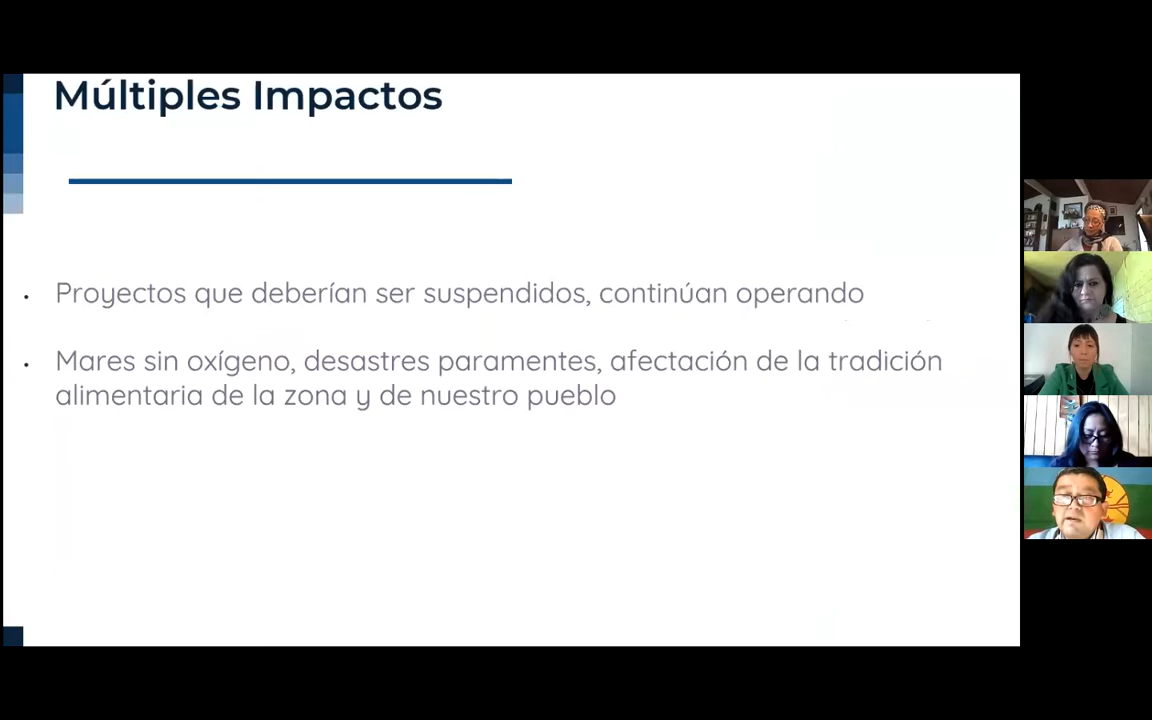 Múltiples Impactos
• Proyectos que deberían ser suspendidos, continúan operando
• Mares sin oxígeno, desastres paramentes, afectación de la tradición
alimentaria de la zona y de nuestro pueblo